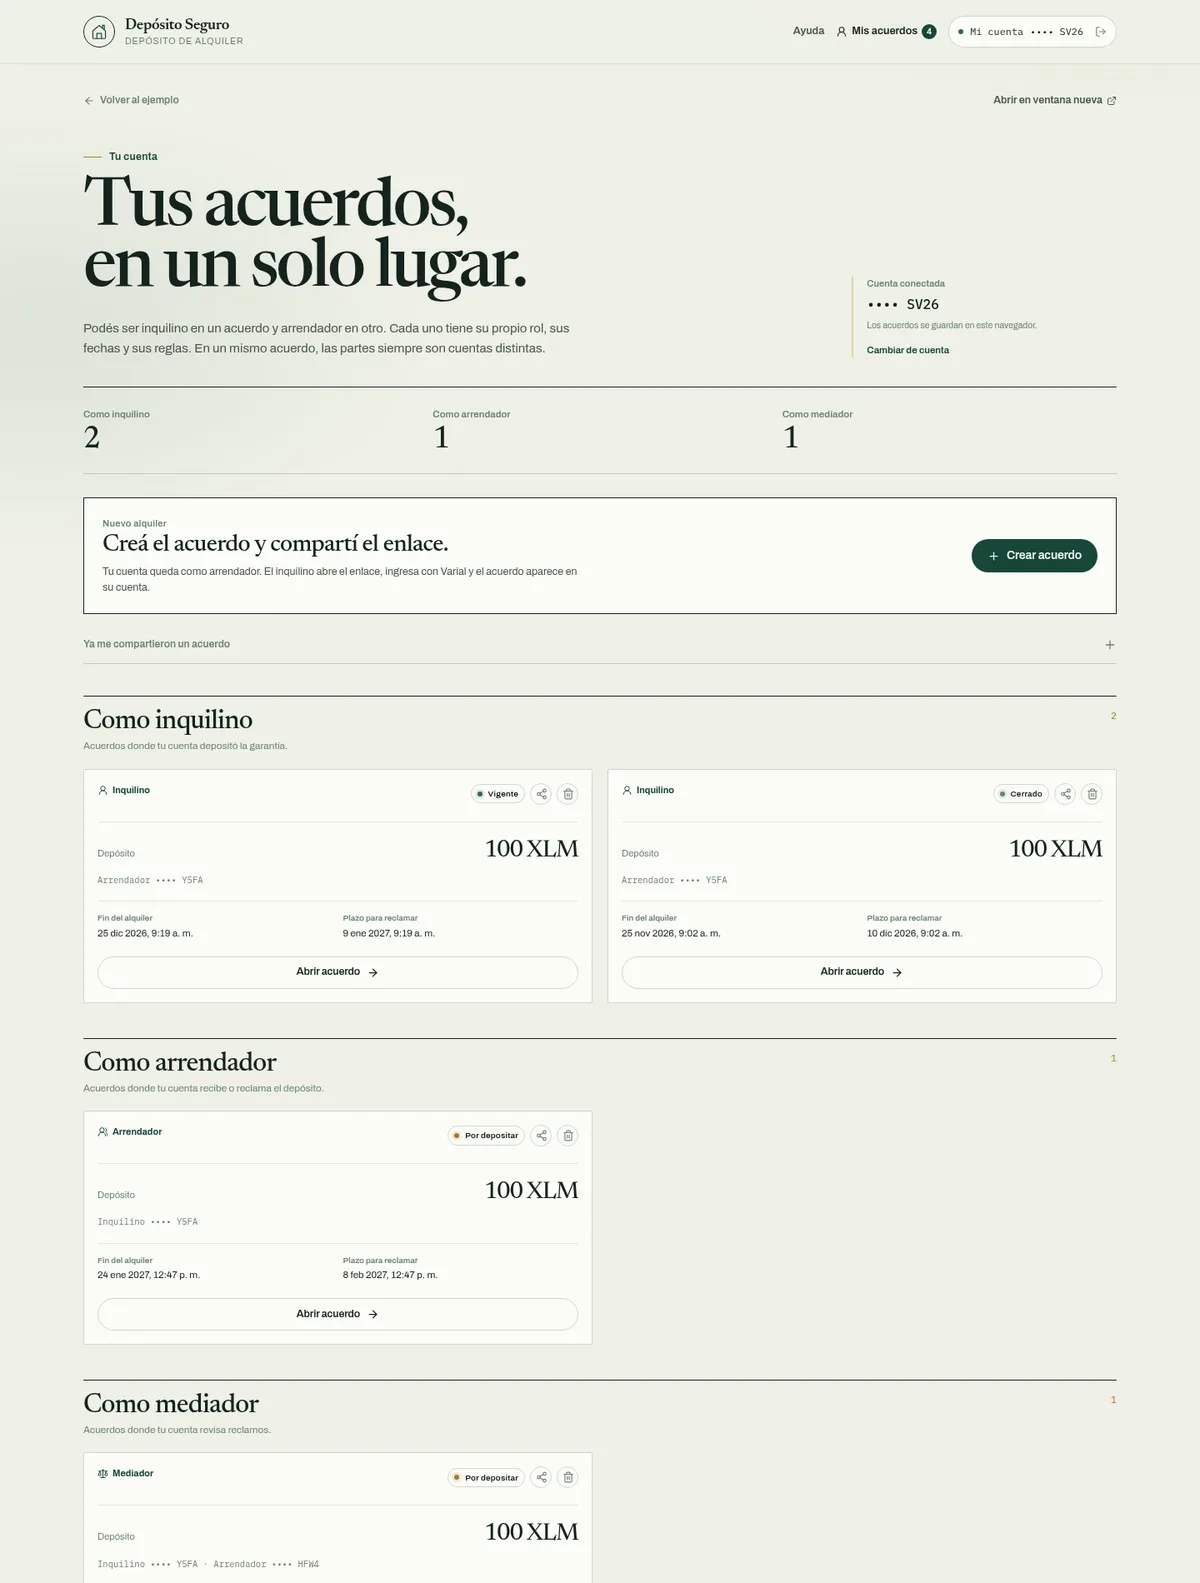 Depósito Seguro
DEPÓSITO DE ALQUILER
Ayuda
Mis acuerdos 4
Mi cuenta •••• SV26
Volver al ejemplo
Abrir en ventana nueva
Tu cuenta
Tus acuerdos,
en un solo lugar.
Podés ser inquilino en un acuerdo y arrendador en otro. Cada uno tiene su propio rol, sus
fechas y sus reglas. En un mismo acuerdo, las partes siempre son cuentas distintas.
Cuenta conectada
•••• SV26
Los acuerdos se guardan en este navegador.
Cambiar de cuenta
Como inquilino
2
Como arrendador
1
Como mediador
1
Nuevo alquiler
Creá el acuerdo y compartí el enlace.
Tu cuenta queda como arrendador. El inquilino abre el enlace, ingresa con Varial y el acuerdo aparece en
su cuenta.
Crear acuerdo
Ya me compartieron un acuerdo
Como inquilino
2
Acuerdos donde tu cuenta depositó la garantía.
Inquilino
Vigente
Depósito
100 XLM
Arrendador •••• Y5FA
Fin del alquiler
25 dic 2026, 9:19 a. m.
Plazo para reclamar
9 ene 2027, 9:19 a. m.
Abrir acuerdo
Inquilino
Cerrado
Depósito
100 XLM
Arrendador •••• Y5FA
Fin del alquiler
25 nov 2026, 9:02 a. m.
Plazo para reclamar
10 dic 2026, 9:02 a. m.
Abrir acuerdo
Como arrendador
1
Acuerdos donde tu cuenta recibe o reclama el depósito.
Arrendador
Por depositar
Depósito
100 XLM
Inquilino •••• Y5FA
Fin del alquiler
24 ene 2027, 12:47 p. m.
Plazo para reclamar
8 feb 2027, 12:47 p. m.
Abrir acuerdo
Como mediador
1
Acuerdos donde tu cuenta revisa reclamos.
Mediador
Por depositar
Depósito
100 XLM
Inquilino •••• Y5FA · Arrendador •••• HFW4